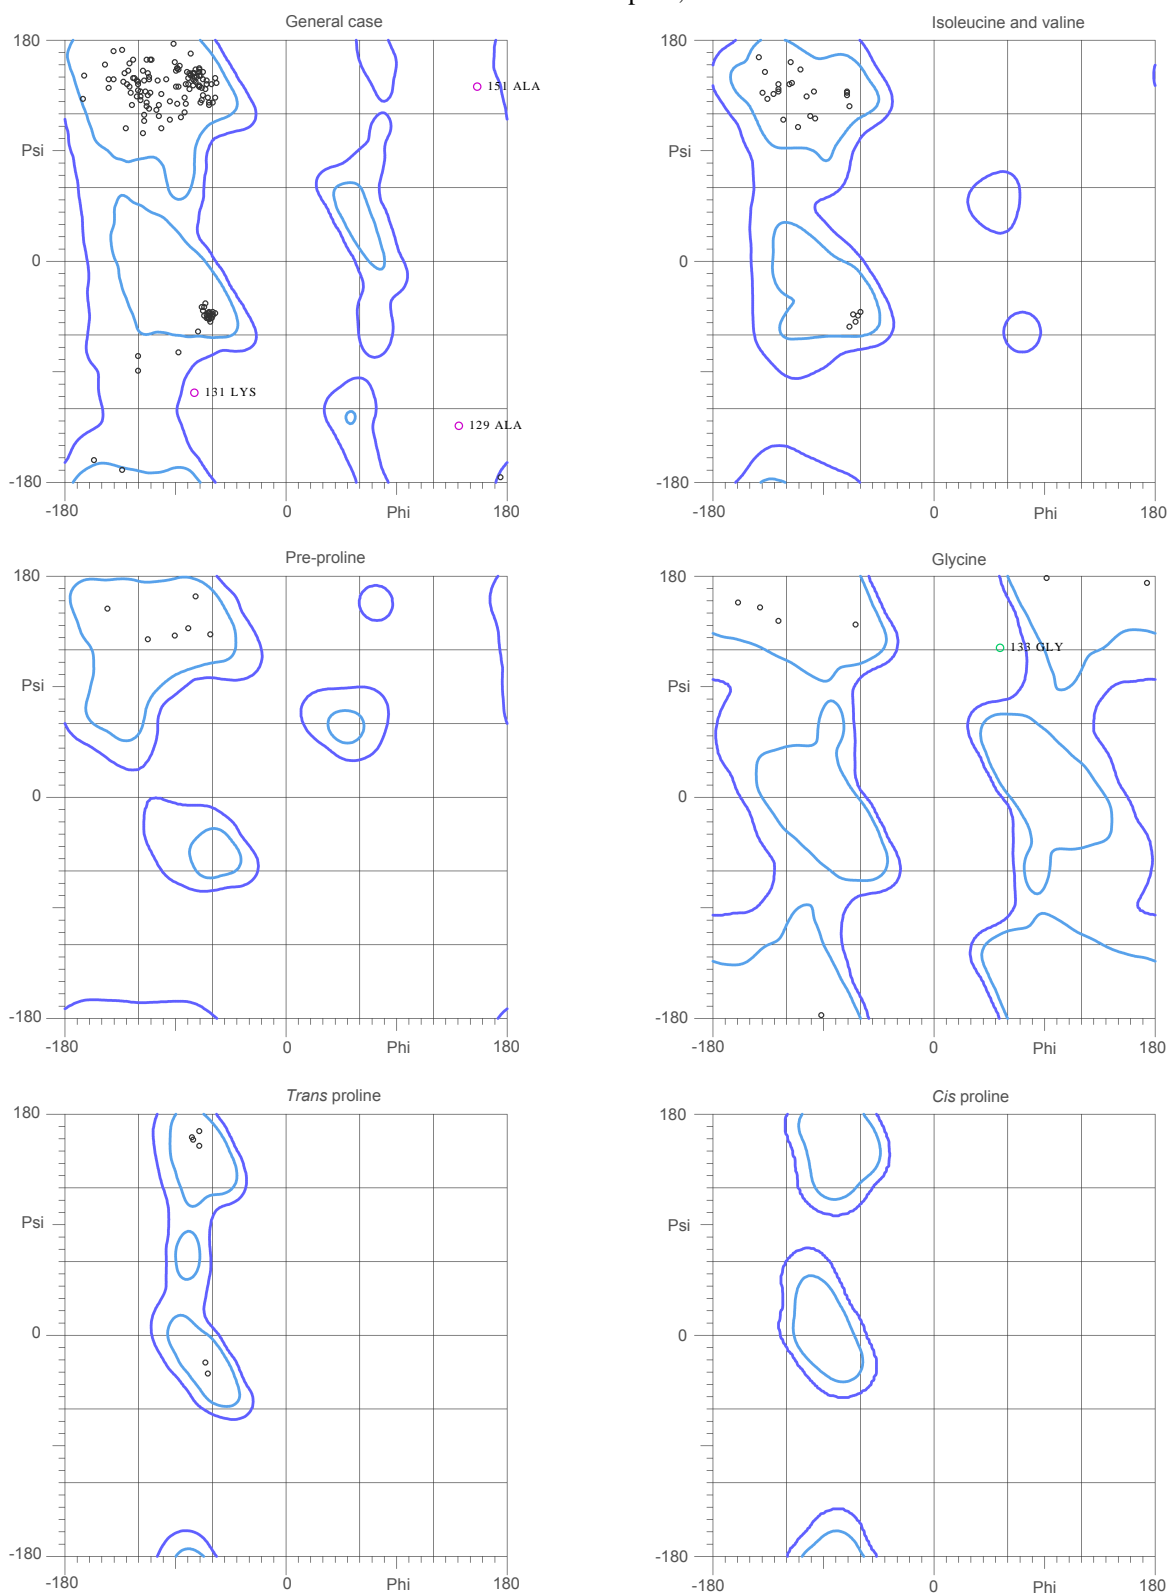 General case
180
Psi
0
-180
-180
0
Phi
180
151 ALA
131 LYS
129 ALA
Isoleucine and valine
180
Psi
0
-180
-180
0
Phi
180
Pre-proline
180
Psi
0
-180
-180
0
Phi
180
Glycine
180
Psi
0
-180
-180
0
Phi
180
133 GLY
Trans proline
180
Psi
0
-180
-180
0
Phi
180
Cis proline
180
Psi
0
-180
-180
0
Phi
180